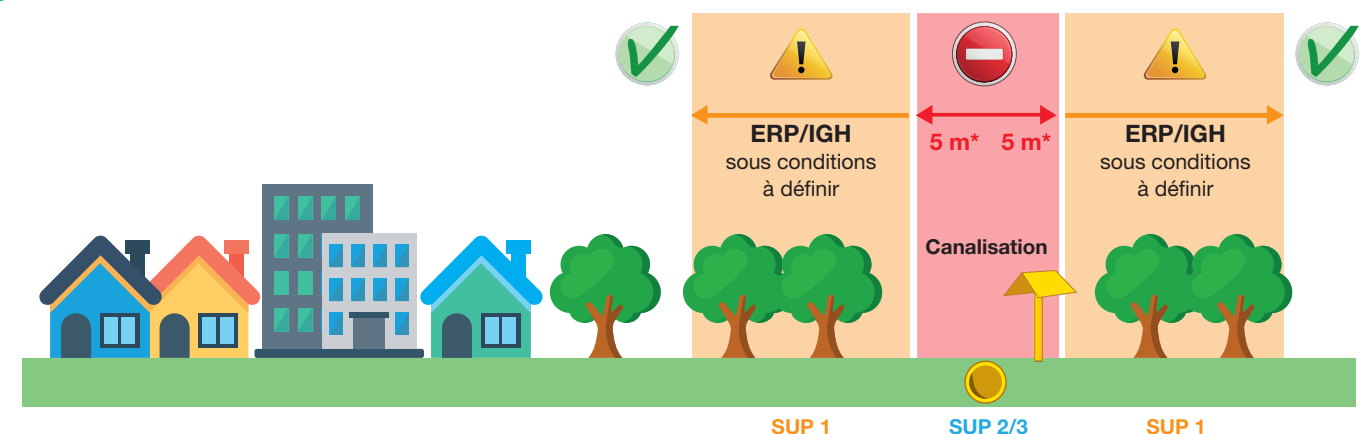 ERP/IGH
sous conditions
à définir
5 m* 5 m*
ERP/IGH
sous conditions
à définir
Canalisation
SUP 1
SUP 2/3
SUP 1